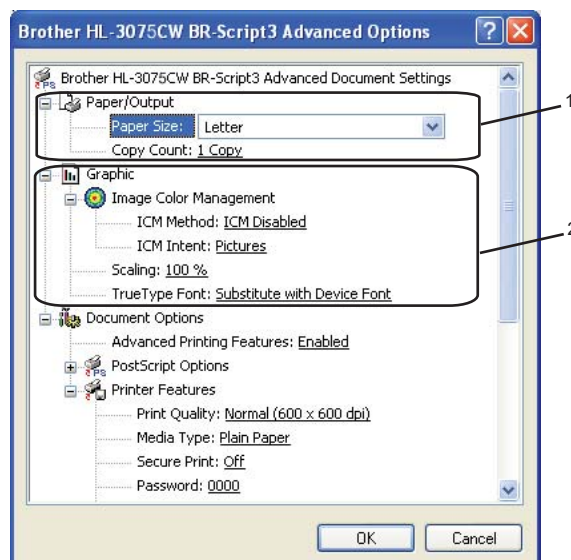 Brother HL-3075CW BR-Script3 Advanced Options
Brother HL-3075CW BR-Script3 Advanced Document Settings
Paper/Output
Paper Size: Letter
Copy Count: 1 Copy
1
Graphic
Image Color Management
ICM Method: ICM Disabled
ICM Intent: Pictures
2
Scaling: 100 %
TrueType Font: Substitute with Device Font
Document Options
Advanced Printing Features: Enabled
PostScript Options
Printer Features
Print Quality: Normal (600 x 600 dpi)
Media Type: Plain Paper
Secure Print: Off
Password: 0000
OK Cancel